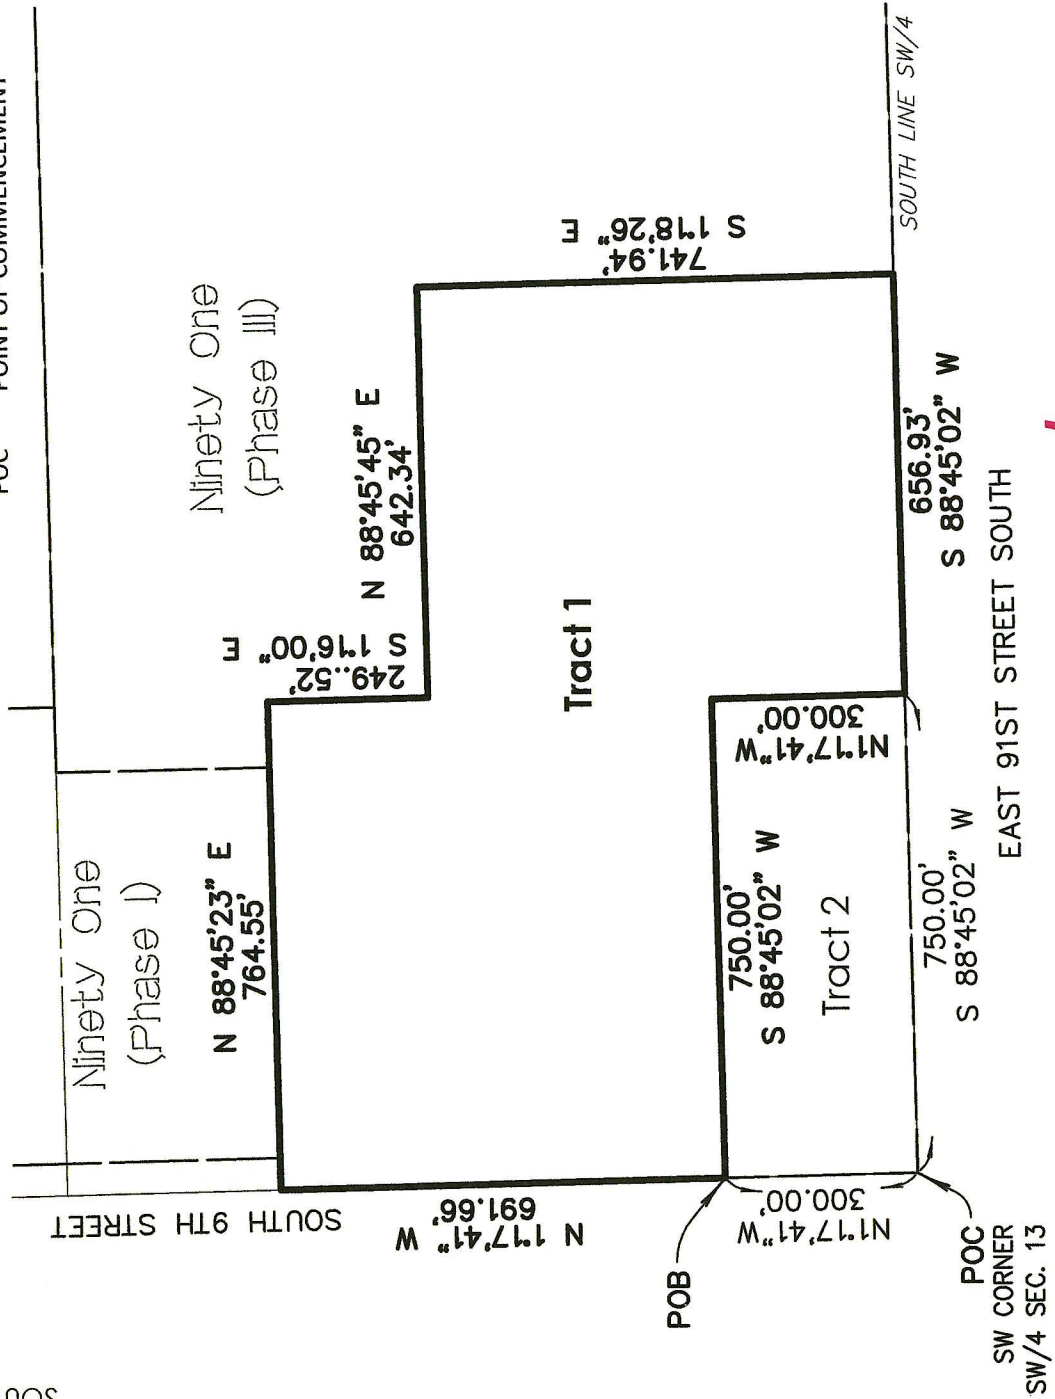 POC POINT OF COMMENCEMENT
Ninety One
(Phase I)
Ninety One
(Phase III)
N 88°45'23" E
764.55'
S 1°16'00" E
249..52'
N 88°45'45" E
642.34'
S 1°18'26" E
741.94'
SOUTH 9TH STREET
N 1°17'41" W
691.66'
Tract 1
750.00'
S 88°45'02" W
N1°17'41"W
300.00'
Tract 2
N1°17'41"W
300.00'
656.93'
S 88°45'02" W
750.00'
S 88°45'02" W
SOUTH LINE SW/4
EAST 91ST STREET SOUTH
POB
POC
SW CORNER
SW/4 SEC. 13